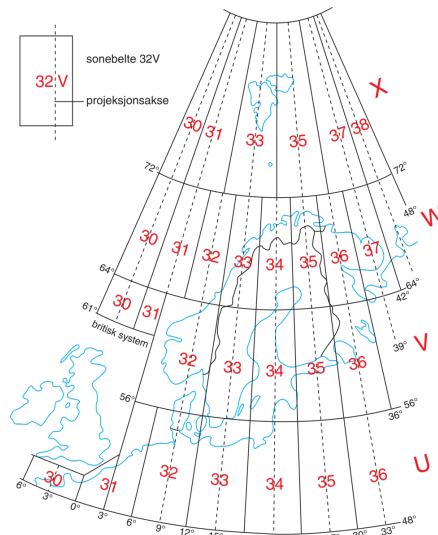 32 V
sonebelte 32V
projeksjonsakse
X
30 31 33 35 37 38
72° 72°
48°
W
30 31 32 33 34 35 36 37
64° 64°
42°
61°
30 31
britisk system
39°
V
32 33 34 35 36
56° 56°
36°
U
30 31 32 33 34 35 36
6° 3° 0° 3° 6° 9° 12° 33° 48°